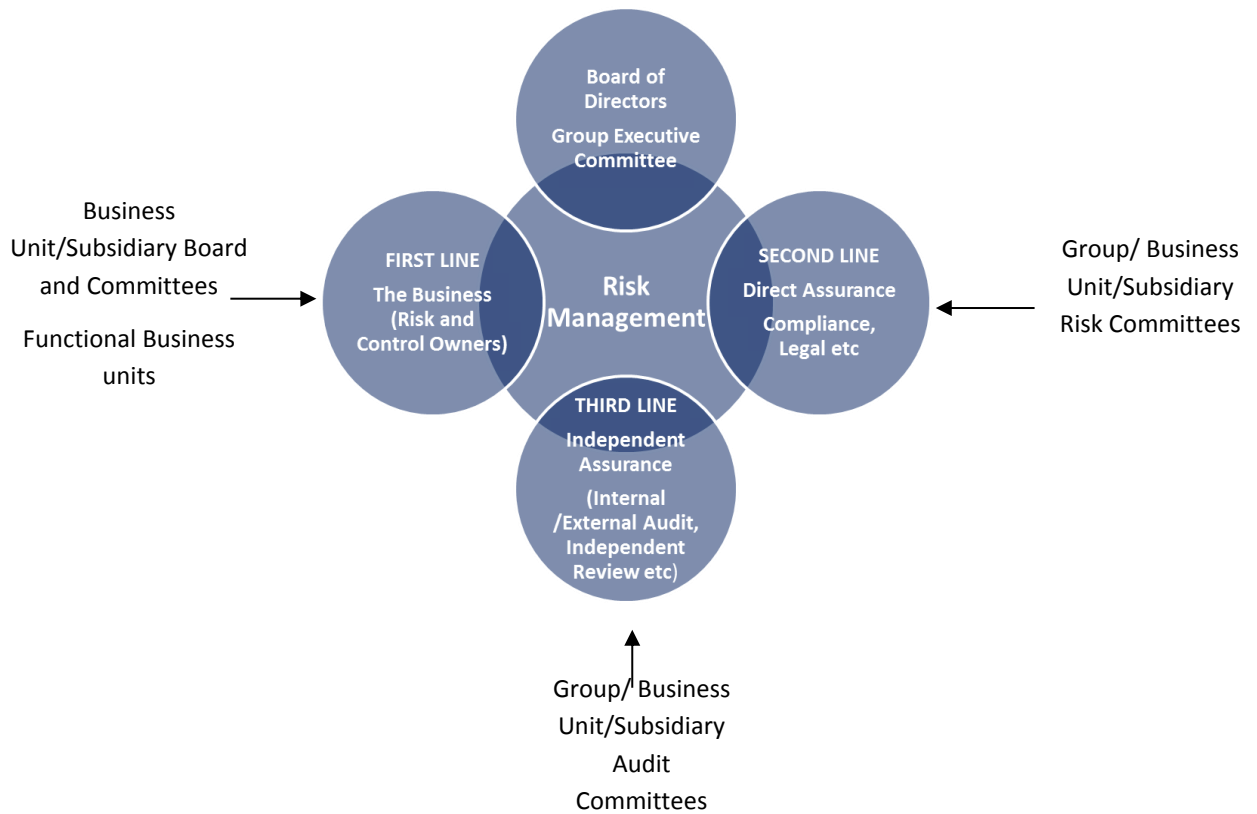 Board of
Directors
Group Executive
Committee
Business
Unit/Subsidiary Board
and Committees
Functional Business
units
FIRST LINE
The Business
(Risk and
Control Owners)
Risk
Management
SECOND LINE
Direct Assurance
Compliance,
Legal etc
Group/ Business
Unit/Subsidiary
Risk Committees
THIRD LINE
Independent
Assurance
(Internal
/External Audit,
Independent
Review etc)
Group/ Business
Unit/Subsidiary
Audit
Committees